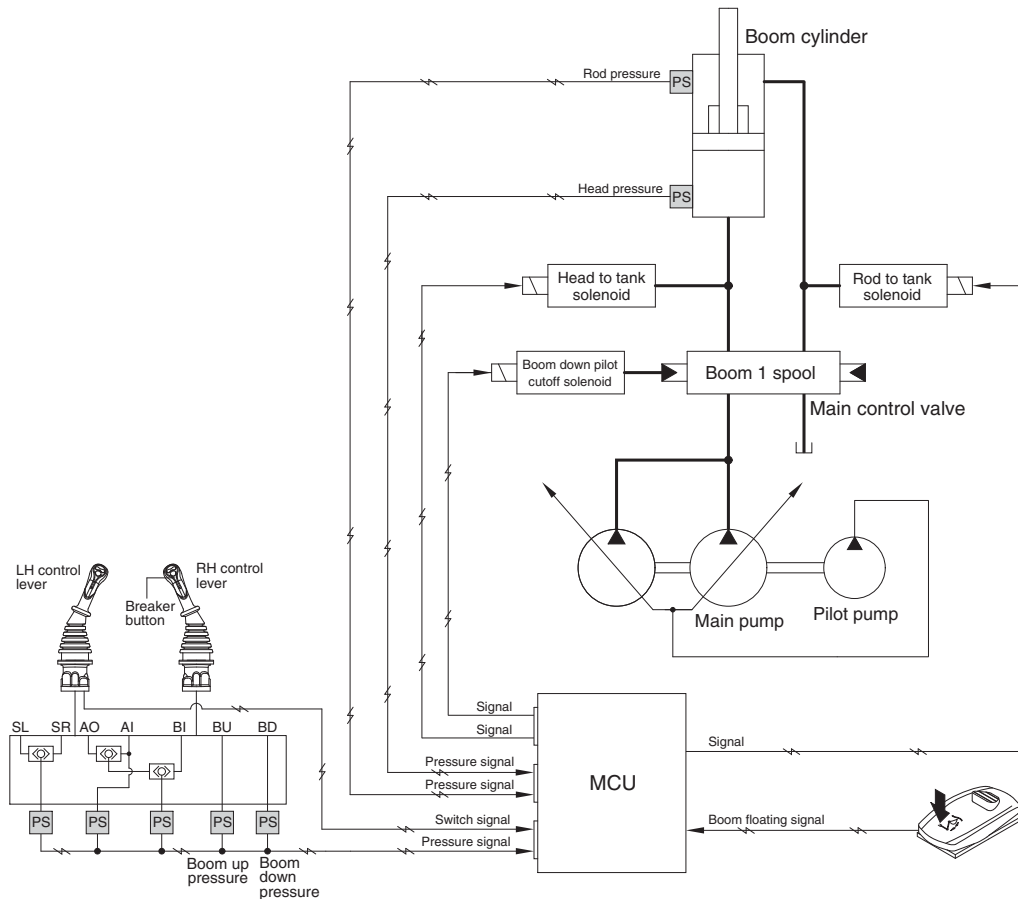 Boom cylinder
Rod pressure
PS
Head pressure
PS
Head to tank
solenoid
Rod to tank
solenoid
Boom down pilot
cutoff solenoid
Boom 1 spool
Main control valve
LH control
lever
RH control
lever
Breaker
button
Main pump
Pilot pump
SL
SR
AO
AI
BI
BU
BD
Signal
Signal
Signal
Pressure signal
Pressure signal
MCU
PS
PS
PS
PS
PS
Switch signal
Boom floating signal
Pressure signal
Boom up
pressure
Boom
down
pressure